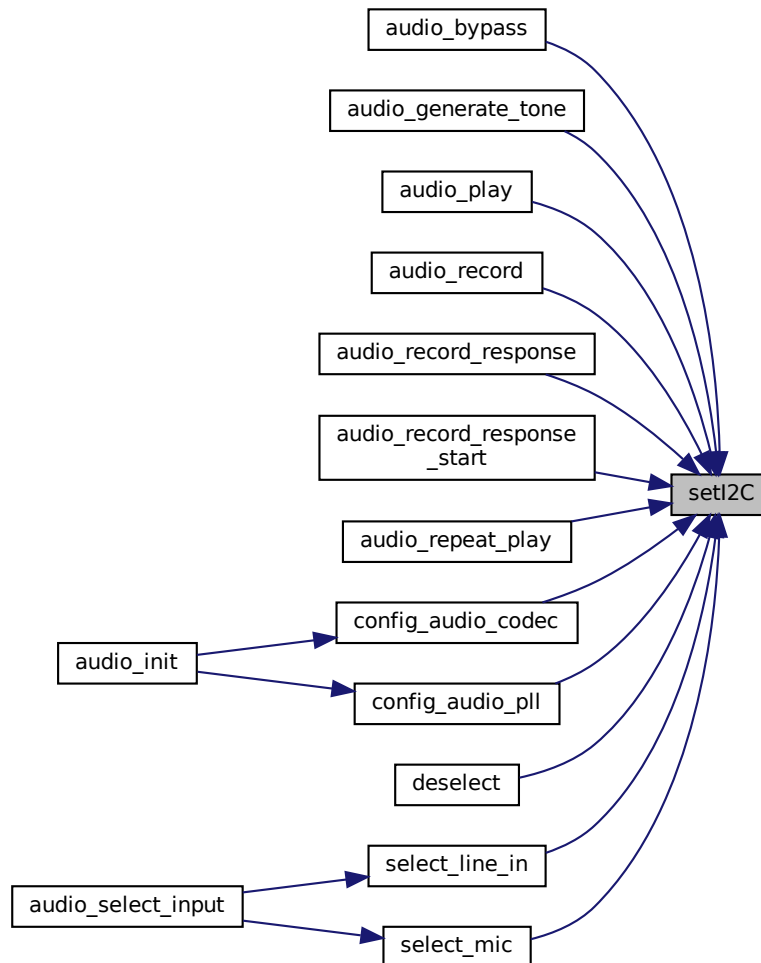 audio_bypass
audio_generate_tone
audio_play
audio_record
audio_record_response
audio_record_response
_start
setI2C
audio_repeat_play
config_audio_codec
audio_init
config_audio_pll
deselect
select_line_in
audio_select_input
select_mic